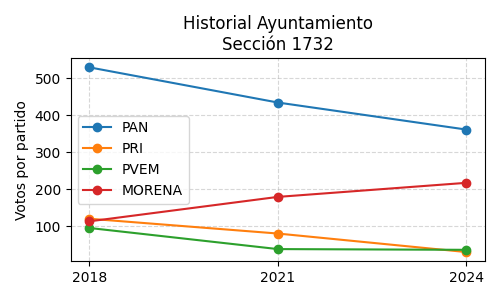 Historial Ayuntamiento
Sección 1732
Votos por partido
500
400
300
200
100
PAN
PRI
PVEM
MORENA
2018
2021
2024